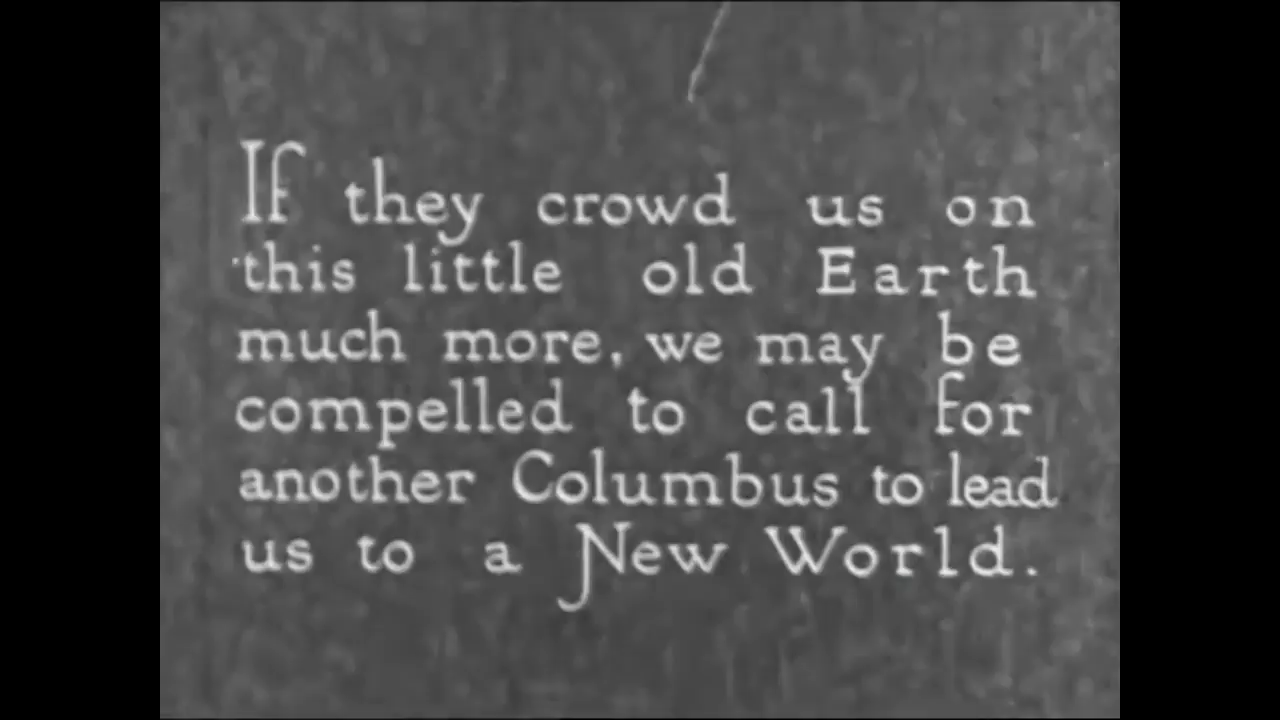 If they crowd us on
this little old Earth
much more, we may be
compelled to call for
another Columbus to lead
us to a New World.